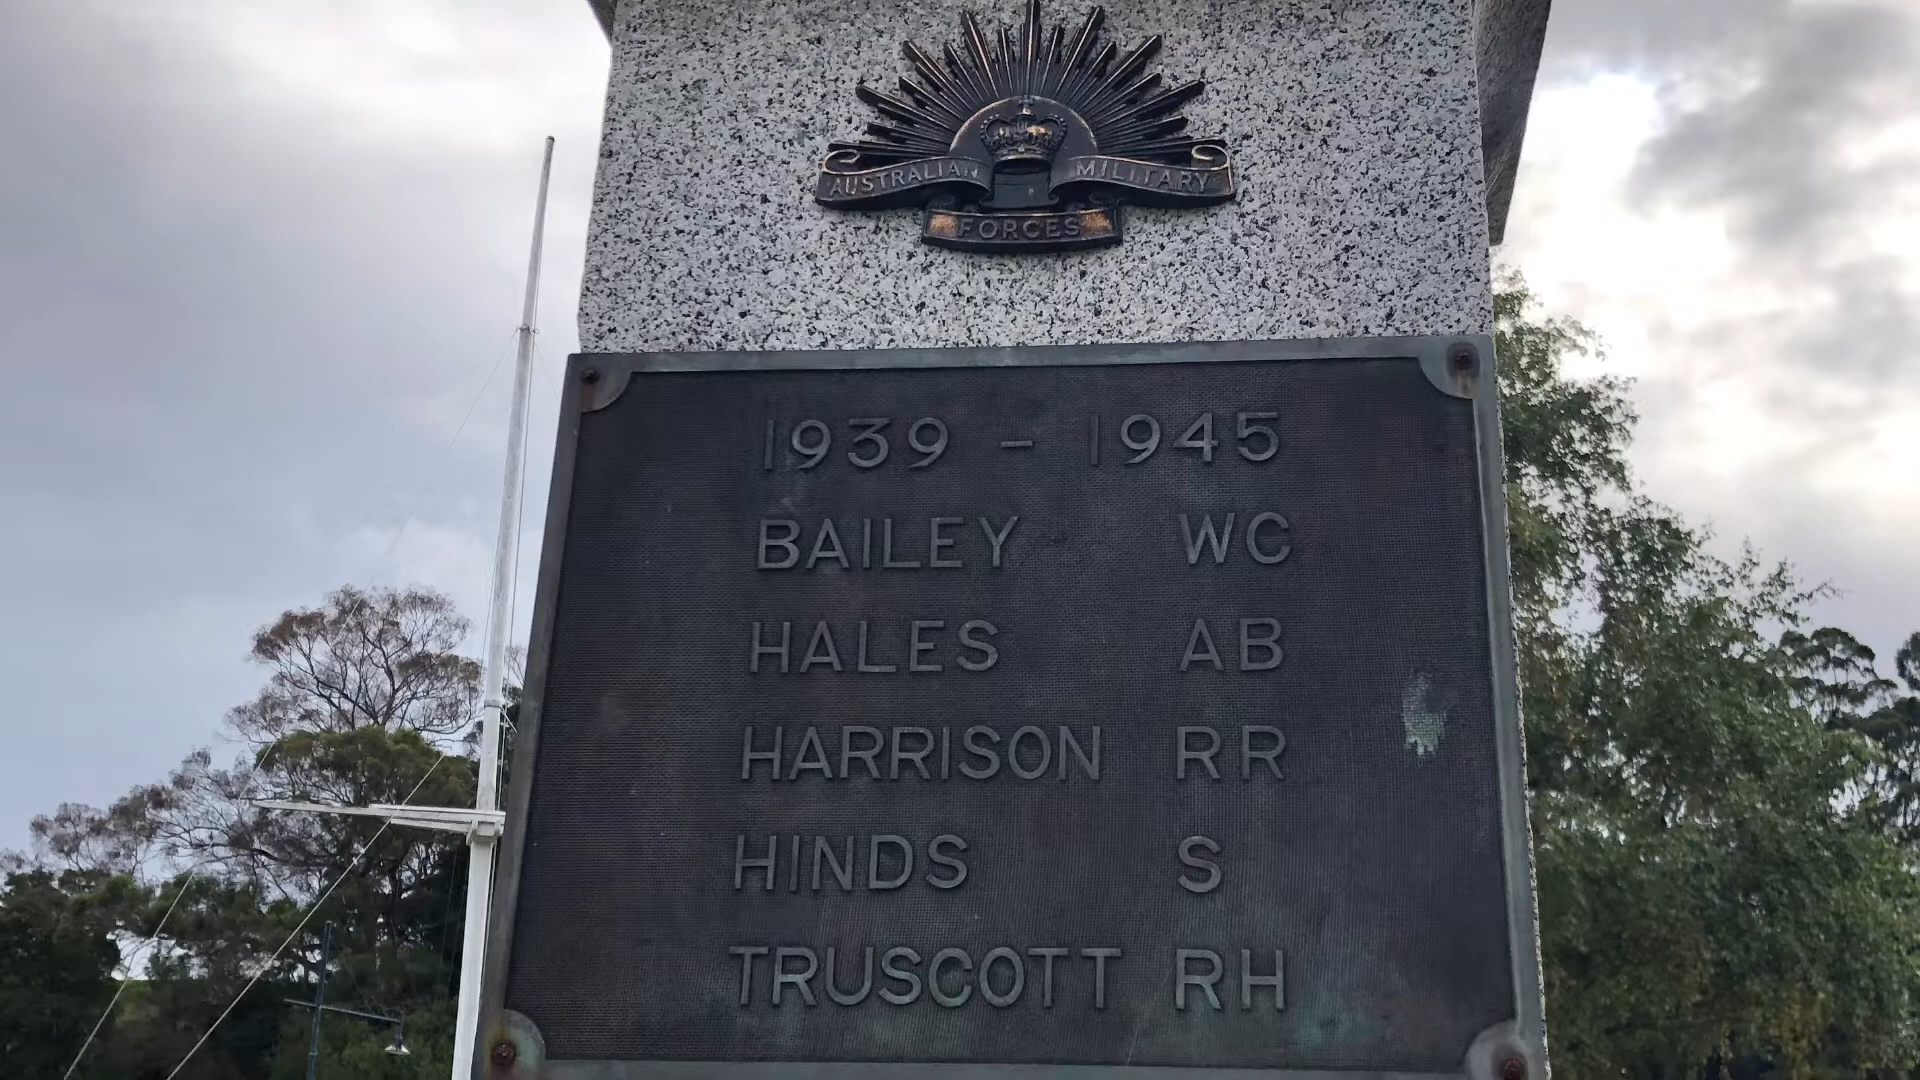 AUSTRALIAN MILITARY
FORCES
1939 - 1945
BAILEY WC
HALES AB
HARRISON RR
HINDS S
TRUSCOTT RH